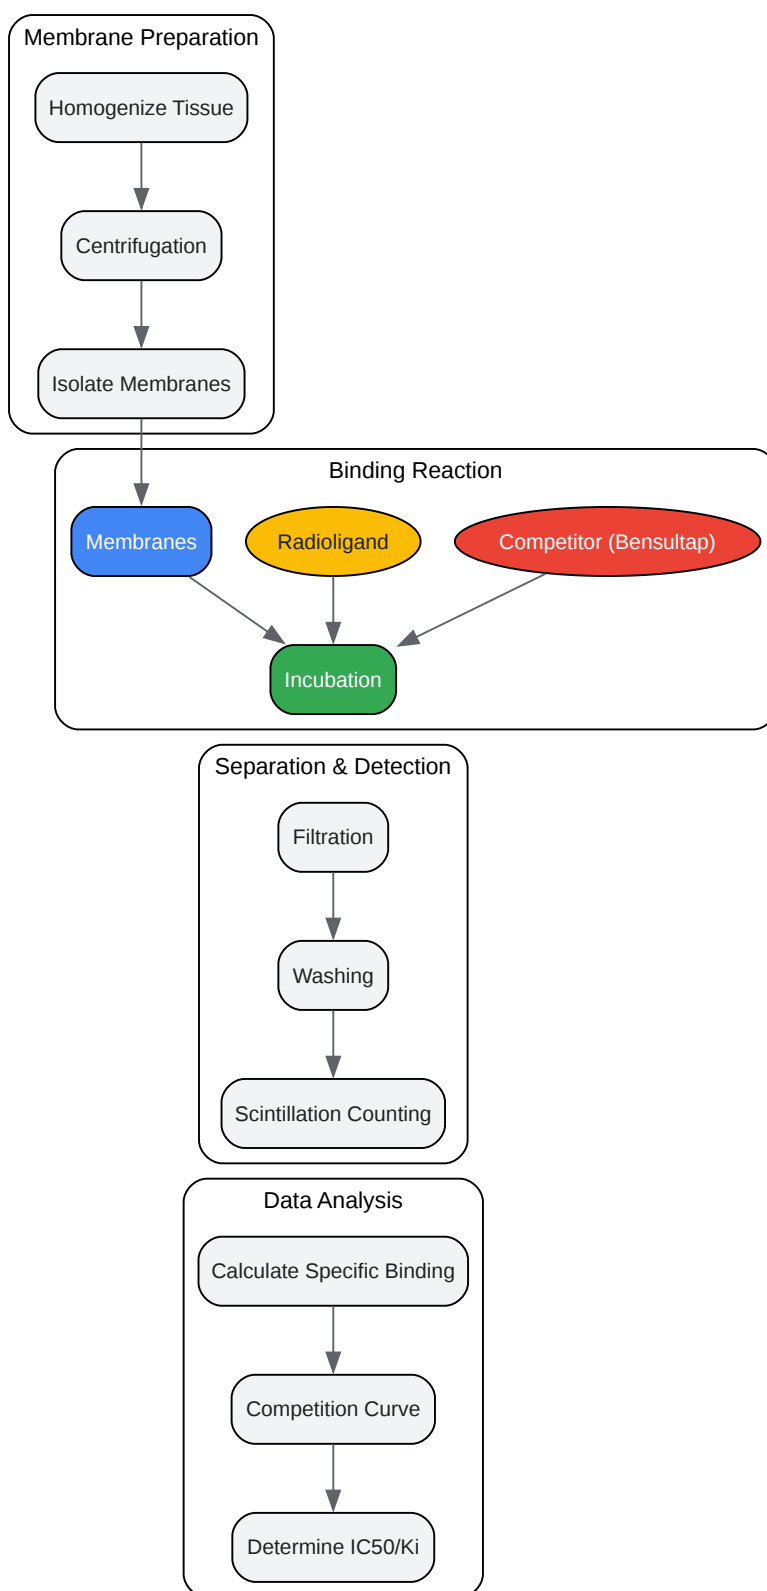 Membrane Preparation
Homogenize Tissue
Centrifugation
Isolate Membranes
Binding Reaction
Membranes
Radioligand
Competitor (Bensultap)
Incubation
Separation & Detection
Filtration
Washing
Scintillation Counting
Data Analysis
Calculate Specific Binding
Competition Curve
Determine IC50/Ki